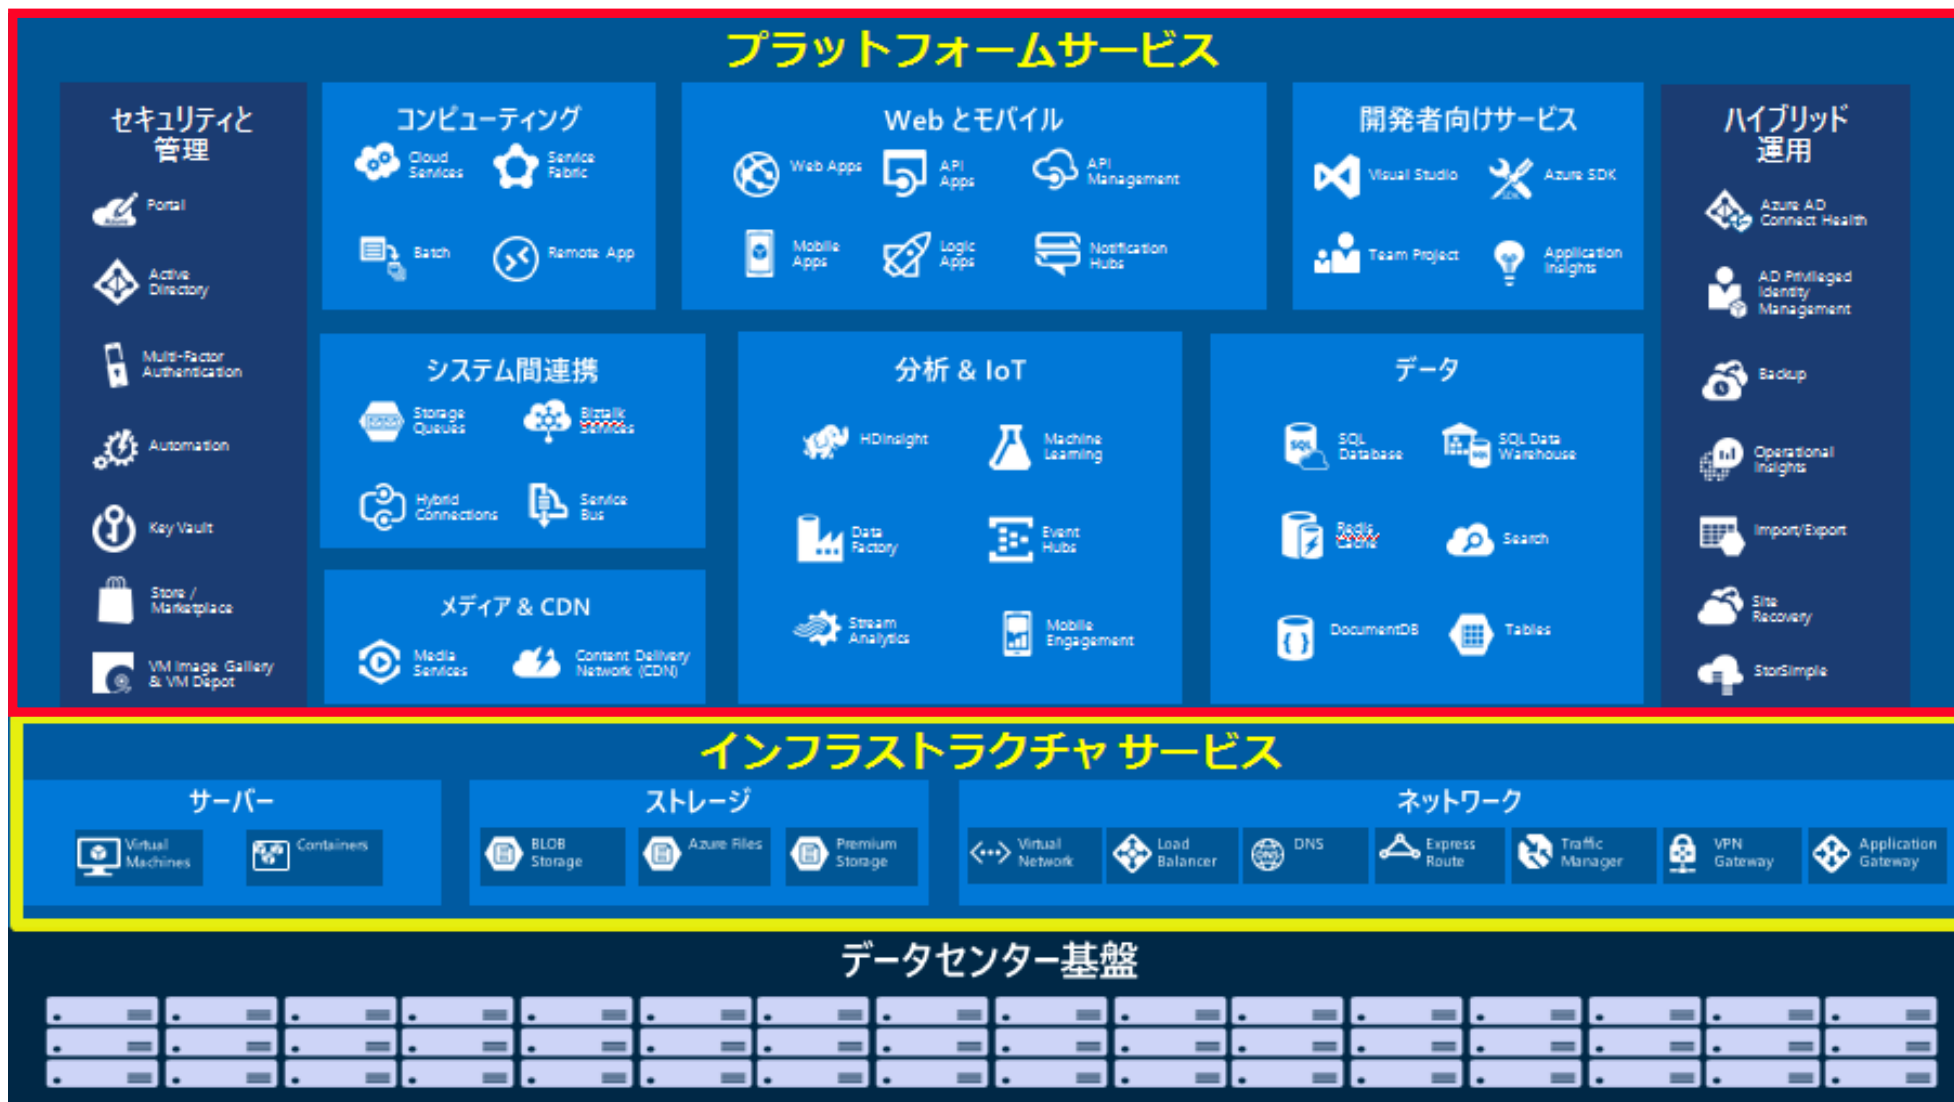 プラットフォームサービス
セキュリティと
管理
Portal
Active
Directory
Multi-Factor
Authentication
Automation
Key Vault
Store /
Marketplace
VM Image Gallery
& VM Depot
コンピューティング
Cloud
Services
Service
Fabric
Batch
Remote App
Web とモバイル
Web Apps
API
Apps
API
Management
Mobile
Apps
Logic
Apps
Notification
Hubs
開発者向けサービス
Visual Studio
Azure SDK
Team Project
Application
Insights
ハイブリッド
運用
Azure AD
Connect Health
AD Privileged
Identity
Management
Backup
Operational
Insights
Import/Export
Site
Recovery
StorSimple
システム間連携
Storage
Queues
Biztalk
Services
Hybrid
Connections
Service
Bus
分析 & IoT
HDInsight
Machine
Learning
Data
Factory
Event
Hubs
Stream
Analytics
Mobile
Engagement
データ
SQL
Database
SQL Data
Warehouse
Redis
Cache
Search
DocumentDB
Tables
メディア & CDN
Media
Services
Content Delivery
Network (CDN)
インフラストラクチャ サービス
サーバー
Virtual
Machines
Containers
ストレージ
BLOB
Storage
Azure Files
Premium
Storage
ネットワーク
Virtual
Network
Load
Balancer
DNS
Express
Route
Traffic
Manager
VPN
Gateway
Application
Gateway
データセンター基盤